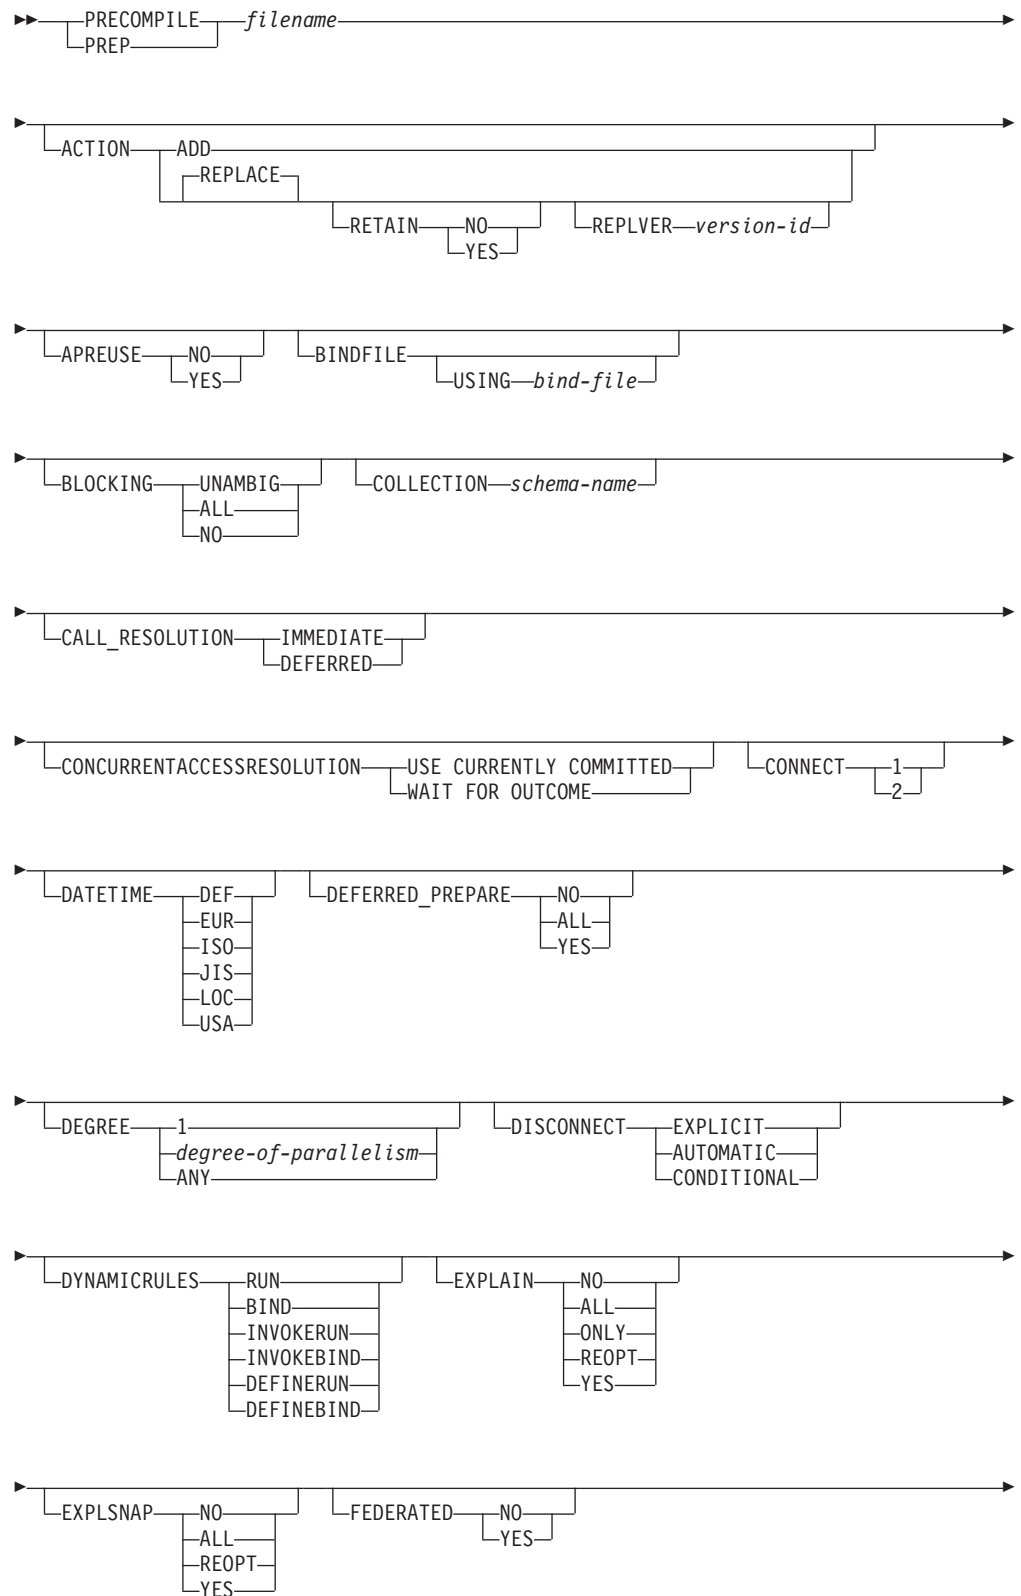 PRECOMPILE filename
PREP
ACTION ADD
REPLACE
RETAIN NO REPLVER version-id
YES
APREUSE NO BINDFILE
YES USING bind-file
BLOCKING UNAMBIG COLLECTION schema-name
ALL
NO
CALL_RESOLUTION IMMEDIATE
DEFERRED
CONCURRENTACCESSRESOLUTION USE CURRENTLY COMMITTED CONNECT 1
WAIT FOR OUTCOME 2
DATETIME DEF DEFERRED_PREPARE NO
EUR ALL
ISO YES
JIS
LOC
USA
DEGREE 1 DISCONNECT EXPLICIT
degree-of-parallelism AUTOMATIC
ANY CONDITIONAL
DYNAMICRULES RUN EXPLAIN NO
BIND ALL
INVOKERUN ONLY
INVOKEBIND REOPT
DEFINERUN YES
DEFINEBIND
EXPLSNAP NO FEDERATED NO
ALL YES
REOPT
YES